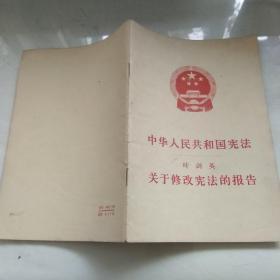 中华人民共和国宪法
叶剑英
关于修改宪法的报告